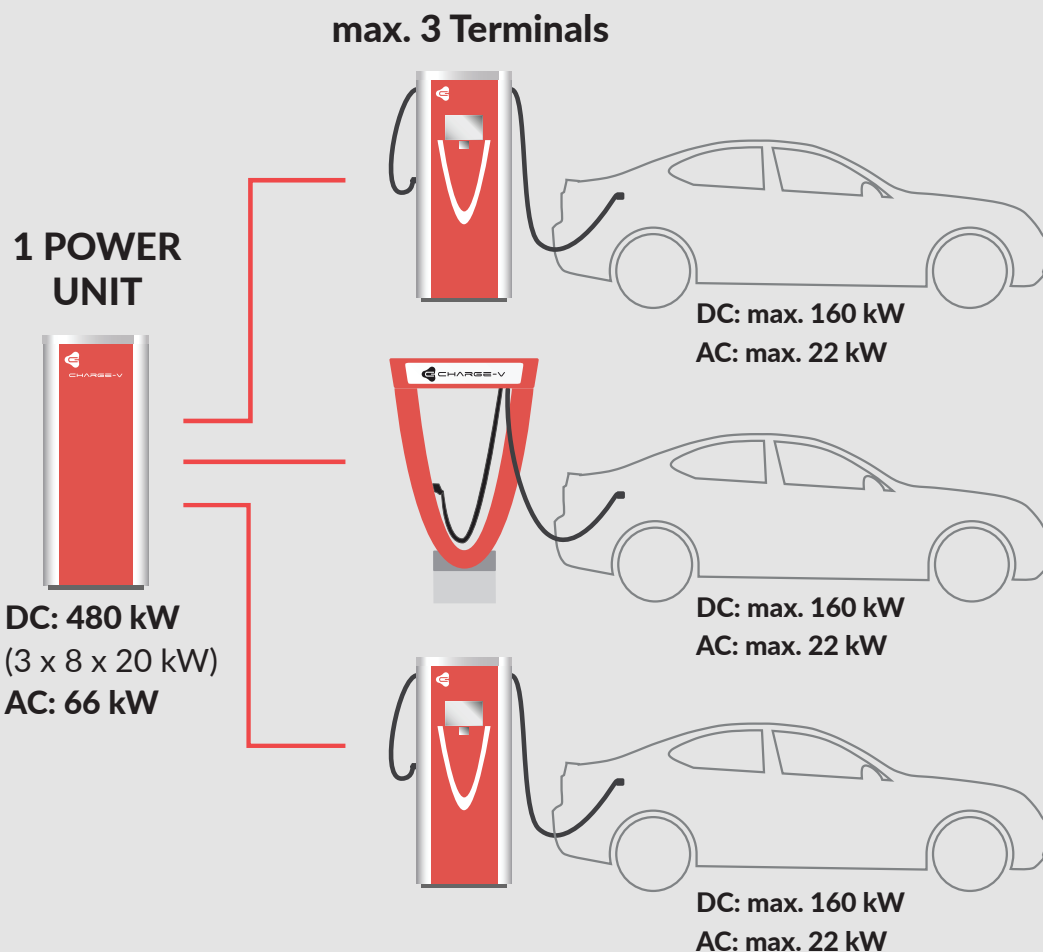 max. 3 Terminals
1 POWER
UNIT
CHARGE-V
DC: 480 kW
(3 x 8 x 20 kW)
AC: 66 kW
DC: max. 160 kW
AC: max. 22 kW
CHARGE-V
DC: max. 160 kW
AC: max. 22 kW
DC: max. 160 kW
AC: max. 22 kW